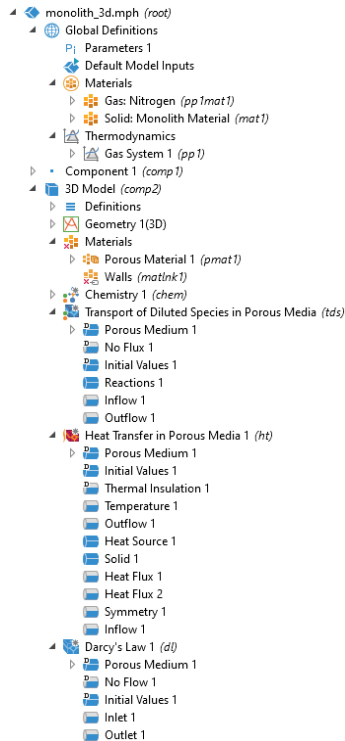 monolith_3d.mph (root)
Global Definitions
Pi Parameters 1
Default Model Inputs
Materials
Gas: Nitrogen (pp1mat1)
Solid: Monolith Material (mat1)
Thermodynamics
Gas System 1 (pp1)
Component 1 (comp1)
3D Model (comp2)
Definitions
Geometry 1(3D)
Materials
Porous Material 1 (pmat1)
Walls (matlnk1)
Chemistry 1 (chem)
Transport of Diluted Species in Porous Media (tds)
D Porous Medium 1
D No Flux 1
D Initial Values 1
Reactions 1
Inflow 1
Outflow 1
Heat Transfer in Porous Media 1 (ht)
D Porous Medium 1
D Initial Values 1
D Thermal Insulation 1
Temperature 1
Outflow 1
Heat Source 1
Solid 1
Heat Flux 1
Heat Flux 2
Symmetry 1
Inflow 1
Darcy's Law 1 (dl)
D Porous Medium 1
D No Flow 1
D Initial Values 1
Inlet 1
Outlet 1